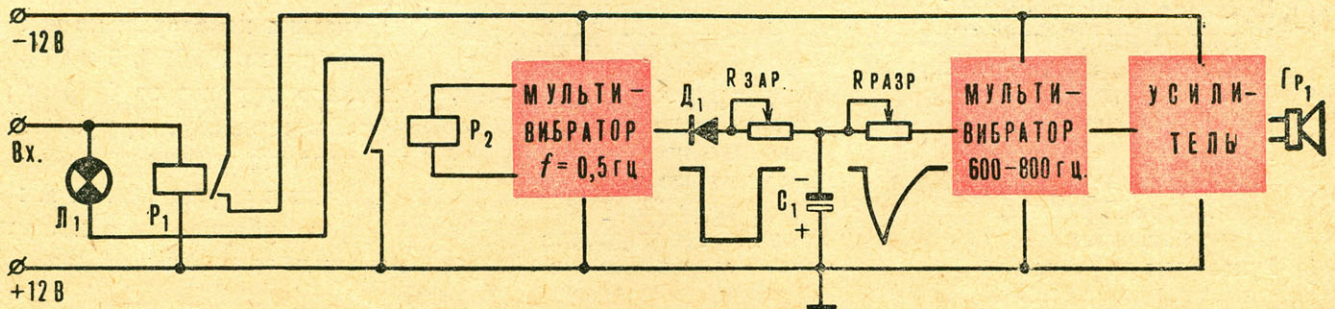 −12 В
Вх.
Л₁
Р₁
+12 В
Р₂
МУЛЬТИ−
ВИБРАТОР
f = 0,5 гц
Д₁
R ЗАР.
C₁
−
+
R РАЗР
МУЛЬТИ−
ВИБРАТОР
600−800 гц.
УСИЛИ−
ТЕЛЬ
Гр₁